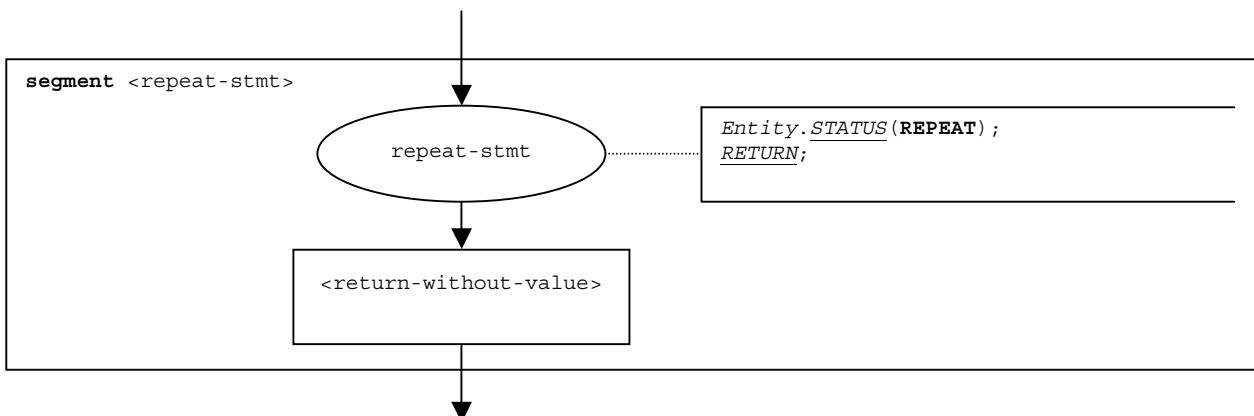 segment <repeat-stmt>
repeat-stmt
Entity.STATUS(REPEAT);
RETURN;
<return-without-value>